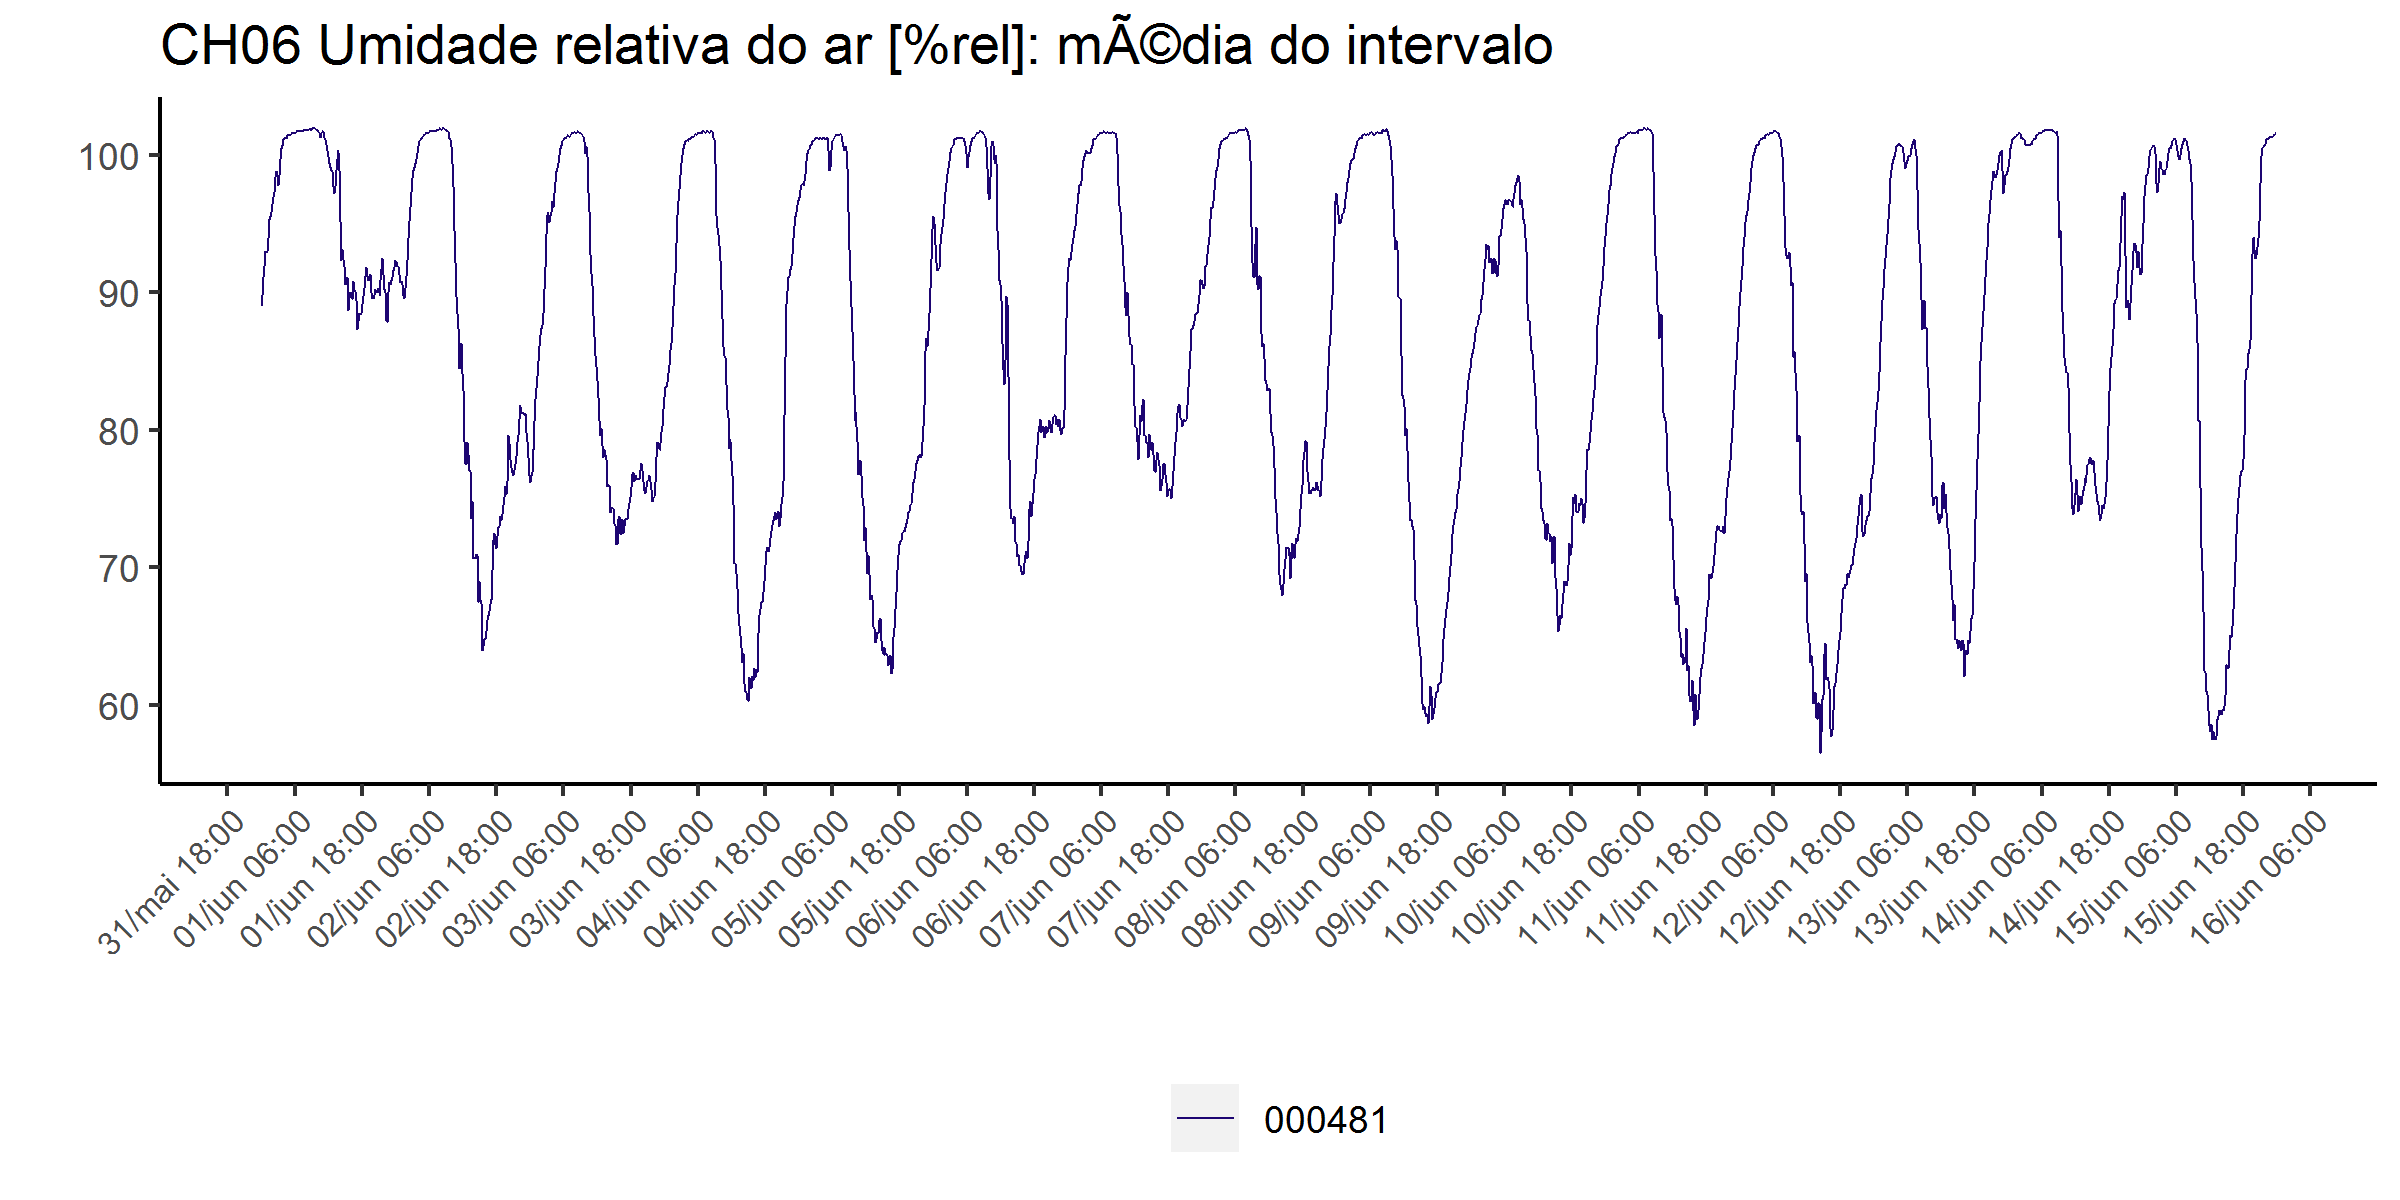 CH06 Umidade relativa do ar [%rel]: mÃ©dia do intervalo
100
90
80
70
60
31/mai 18:00
01/jun 06:00
01/jun 18:00
02/jun 06:00
02/jun 18:00
03/jun 06:00
03/jun 18:00
04/jun 06:00
04/jun 18:00
05/jun 06:00
05/jun 18:00
06/jun 06:00
06/jun 18:00
07/jun 06:00
07/jun 18:00
08/jun 06:00
08/jun 18:00
09/jun 06:00
09/jun 18:00
10/jun 06:00
10/jun 18:00
11/jun 06:00
11/jun 18:00
12/jun 06:00
12/jun 18:00
13/jun 06:00
13/jun 18:00
14/jun 06:00
14/jun 18:00
15/jun 06:00
15/jun 18:00
16/jun 06:00
000481